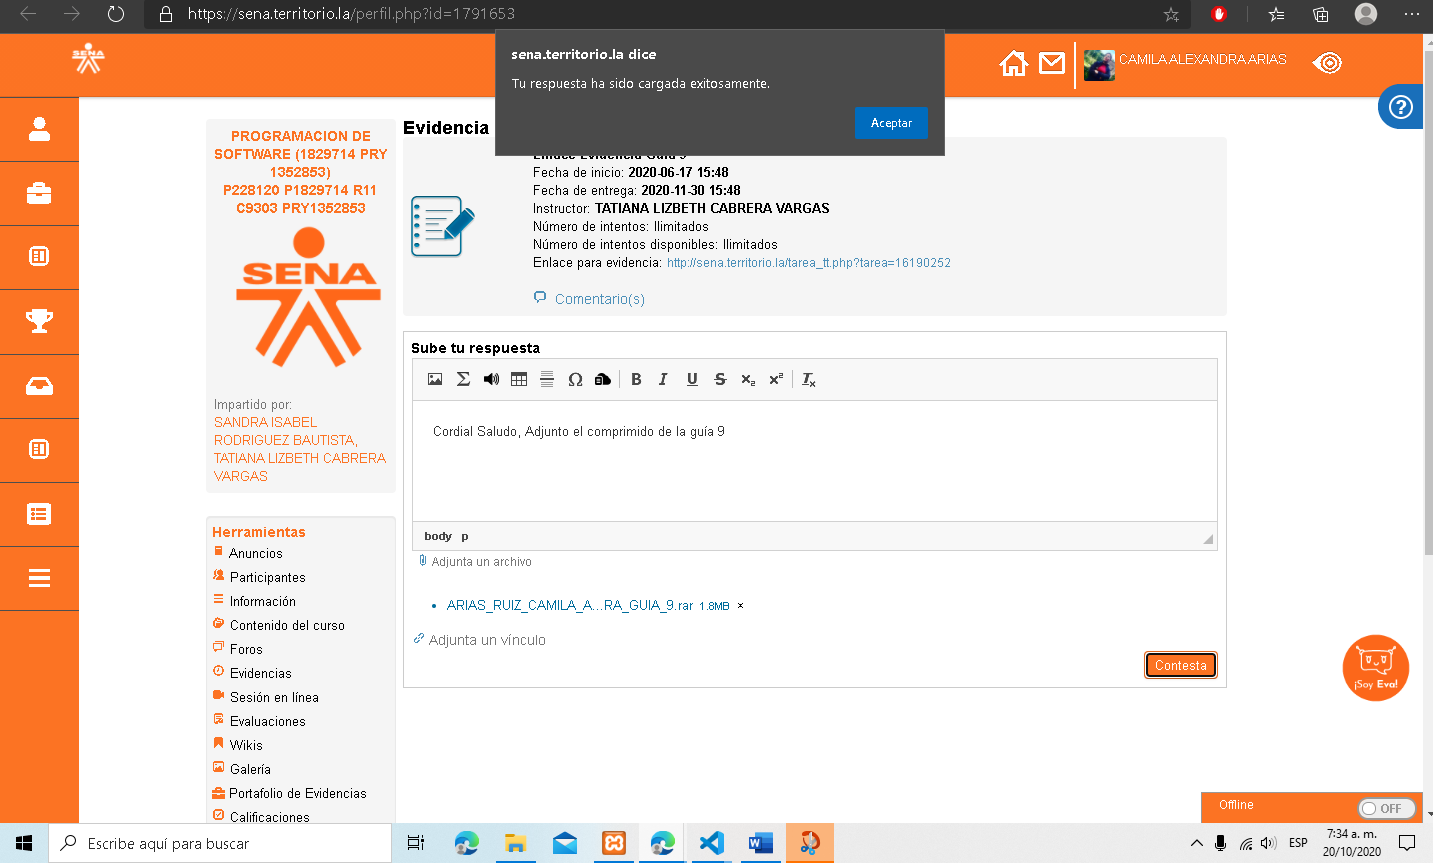 https://sena.territorio.la/perfil.php?id=1791653
SENA
sena.territorio.la dice
Tu respuesta ha sido cargada exitosamente.
Aceptar
CAMILA ALEXANDRA ARIAS
PROGRAMACION DE
SOFTWARE (1829714 PRY
1352853)
P228120 P1829714 R11
C9303 PRY1352853
SENA
Impartido por:
SANDRA ISABEL
RODRIGUEZ BAUTISTA,
TATIANA LIZBETH CABRERA
VARGAS
Herramientas
Anuncios
Participantes
Información
Contenido del curso
Foros
Evidencias
Sesión en línea
Evaluaciones
Wikis
Galería
Portafolio de Evidencias
Calificaciones
Evidencia
Enlace Evidencia Guía 9
Fecha de inicio: 2020-06-17 15:48
Fecha de entrega: 2020-11-30 15:48
Instructor: TATIANA LIZBETH CABRERA VARGAS
Número de intentos: Ilimitados
Número de intentos disponibles: Ilimitados
Enlace para evidencia: http://sena.territorio.la/tarea_tt.php?tarea=16190252
Comentario(s)
Sube tu respuesta
Cordial Saludo, Adjunto el comprimido de la guía 9
body p
Adjunta un archivo
ARIAS_RUIZ_CAMILA_A...RA_GUIA_9.rar 1.8MB ×
Adjunta un vínculo
Contesta
¡Soy Eva!
Offline
OFF
Escribe aquí para buscar
ESP
7:34 a. m.
20/10/2020